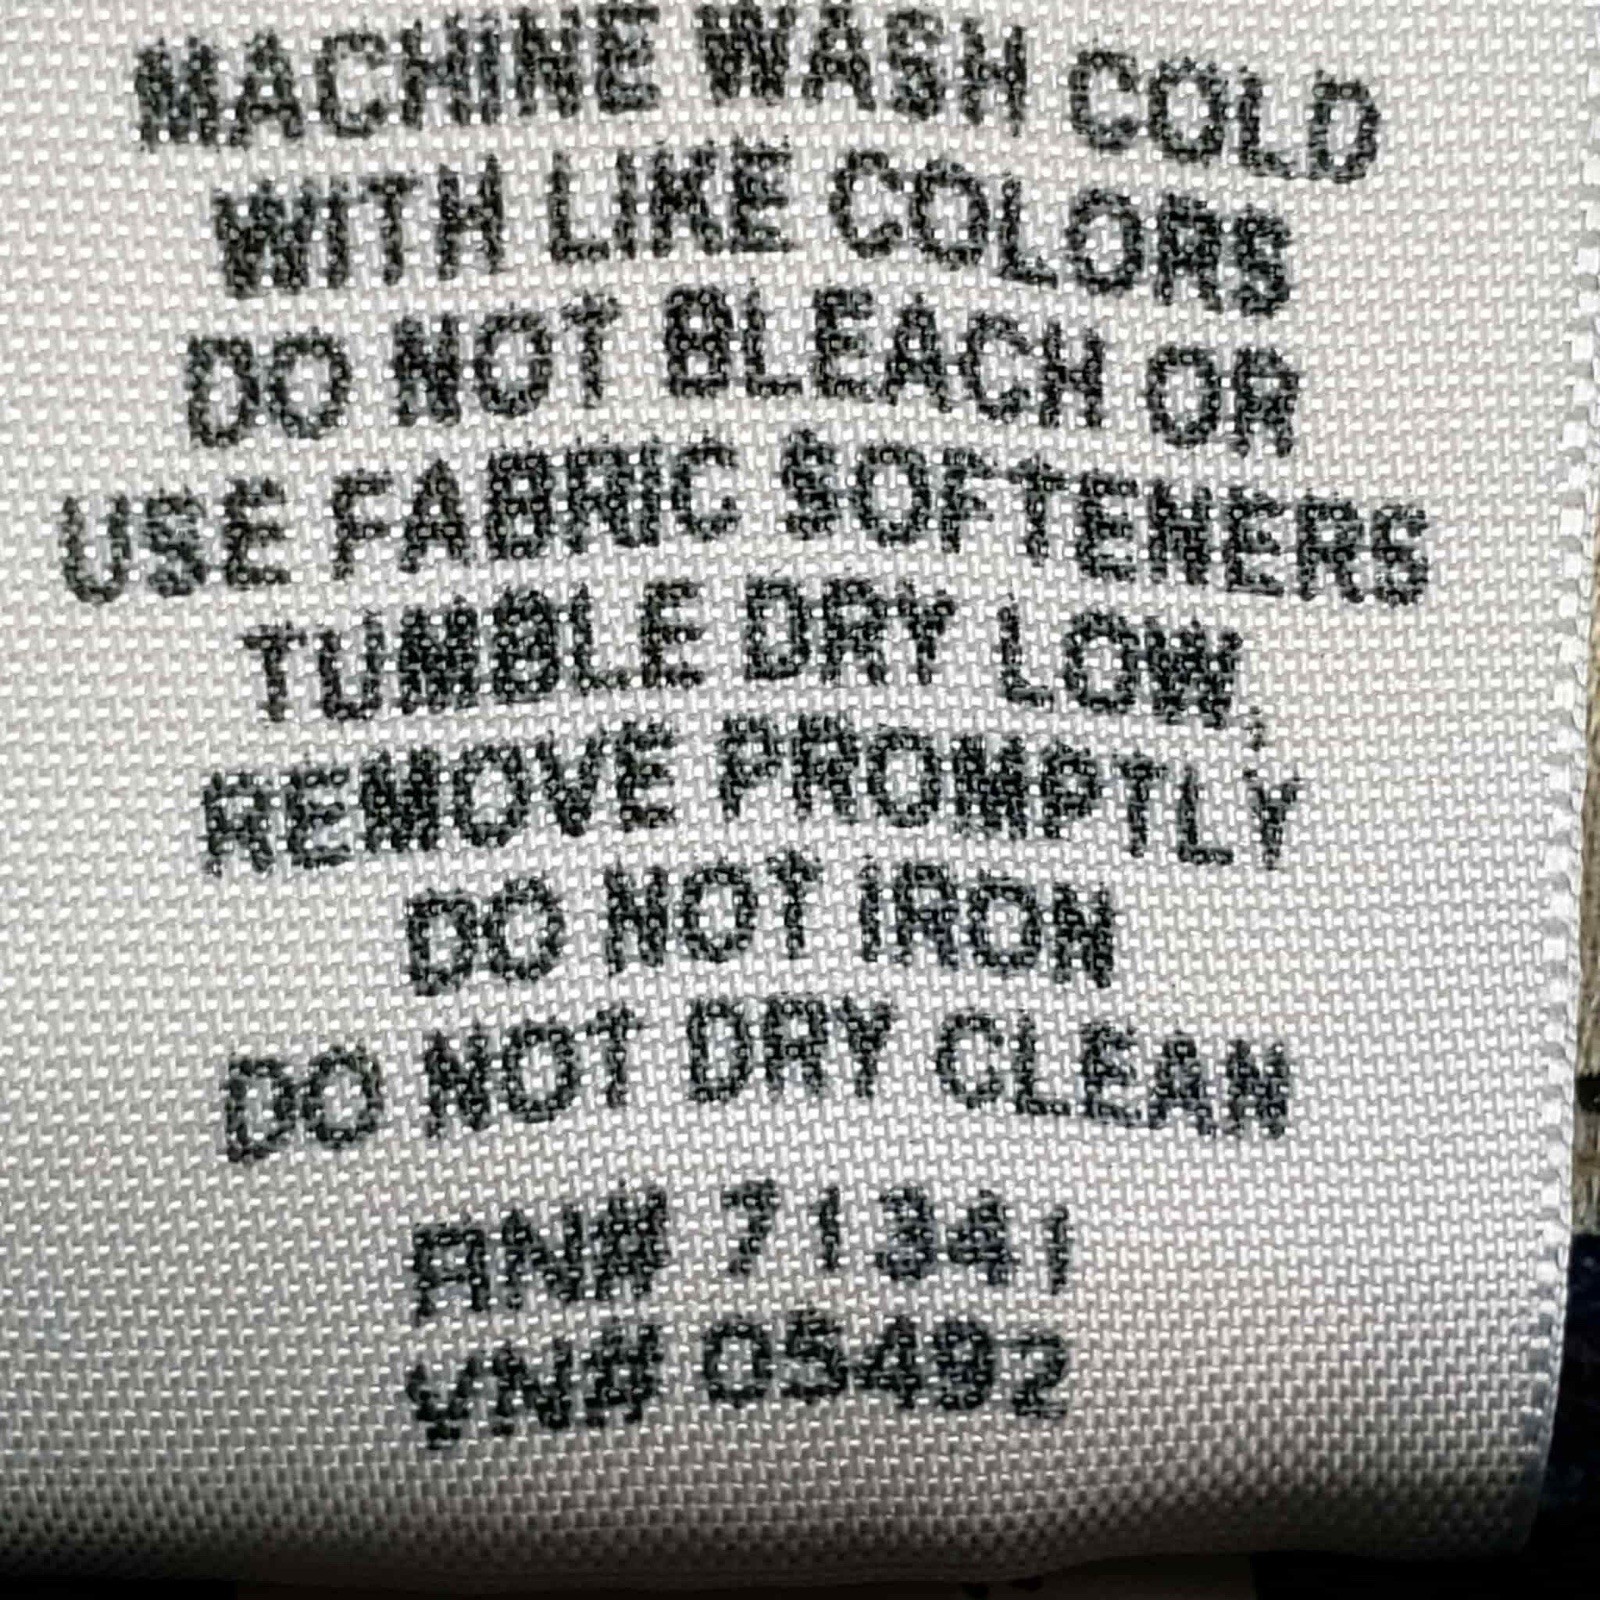 MACHINE WASH COLD
WITH LIKE COLORS
DO NOT BLEACH OR
USE FABRIC SOFTENERS
TUMBLE DRY LOW,
REMOVE PROMPTLY
DO NOT IRON
DO NOT DRY CLEAN
RN# 71341
VN# 05492